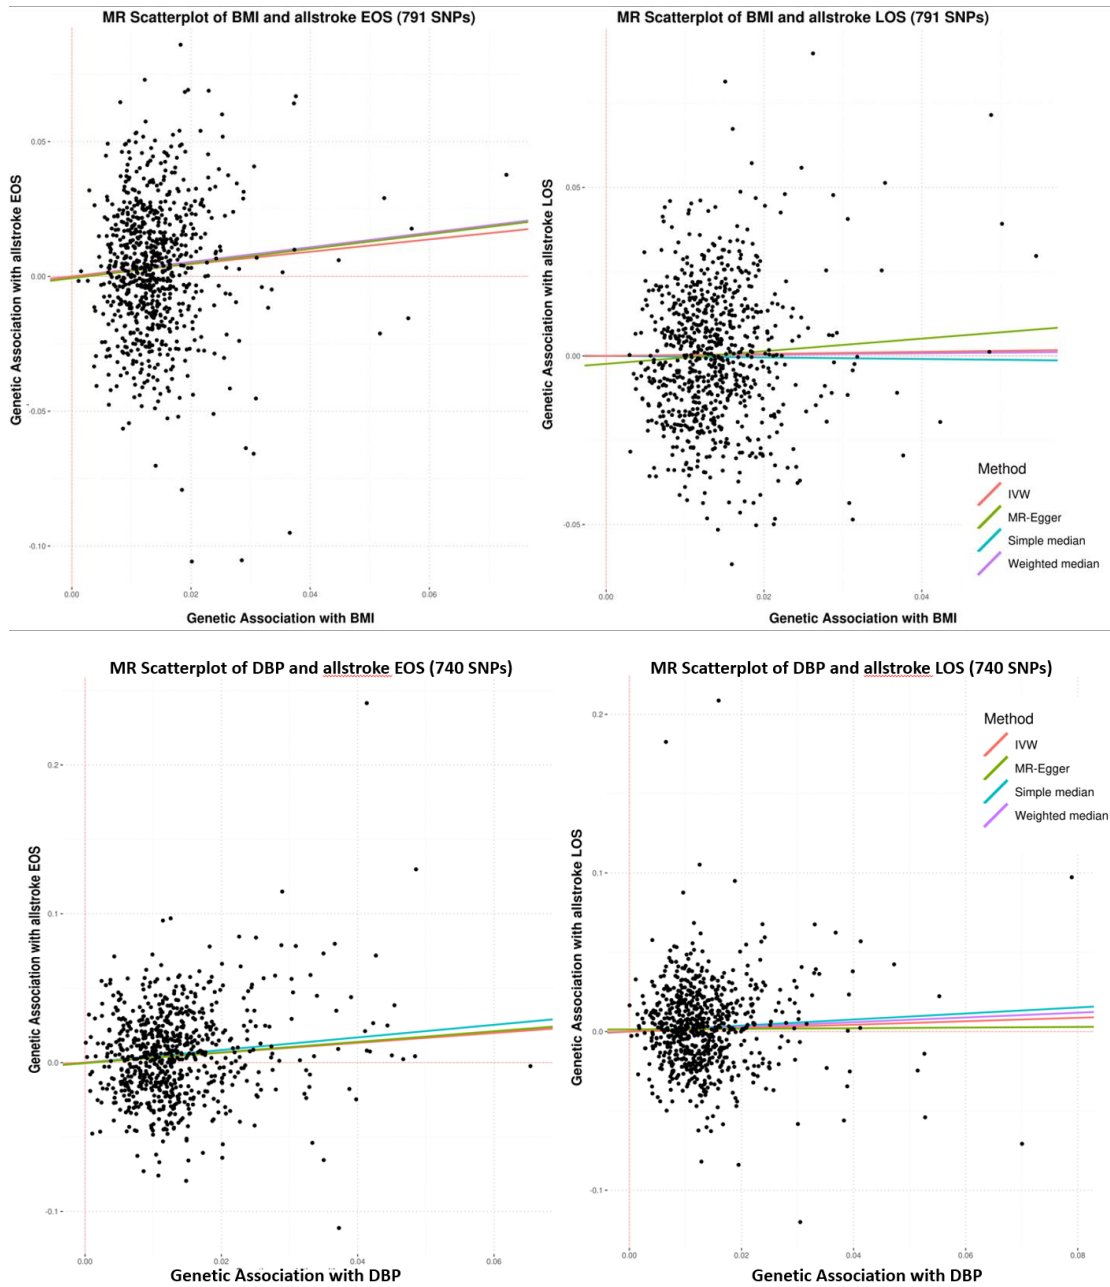 MR Scatterplot of BMI and allstroke EOS (791 SNPs)
Genetic Association with allstroke EOS
0.05
0.00
-0.05
-0.10
0.00
0.02
0.04
0.06
Genetic Association with BMI
MR Scatterplot of BMI and allstroke LOS (791 SNPs)
Genetic Association with allstroke LOS
0.05
0.00
-0.05
0.00
0.02
0.04
Genetic Association with BMI
Method
IVW
MR-Egger
Simple median
Weighted median
MR Scatterplot of DBP and allstroke EOS (740 SNPs)
Genetic Association with allstroke EOS
0.2
0.1
0.0
-0.1
0.00
0.02
0.04
0.06
Genetic Association with DBP
MR Scatterplot of DBP and allstroke LOS (740 SNPs)
Genetic Association with allstroke LOS
0.2
0.1
0.0
-0.1
0.00
0.02
0.04
0.06
0.08
Genetic Association with DBP
Method
IVW
MR-Egger
Simple median
Weighted median